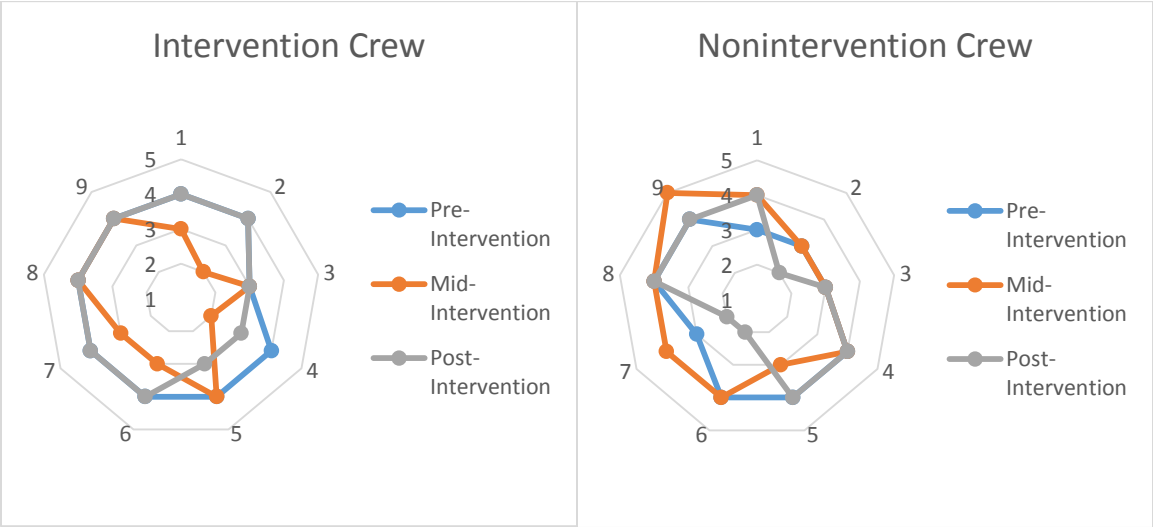 Intervention Crew
1
2
3
4
5
6
7
8
9
5
4
3
2
1
Pre-
Intervention
Mid-
Intervention
Post-
Intervention
Nonintervention Crew
1
2
3
4
5
6
7
8
9
5
4
3
2
1
Pre-
Intervention
Mid-
Intervention
Post-
Intervention